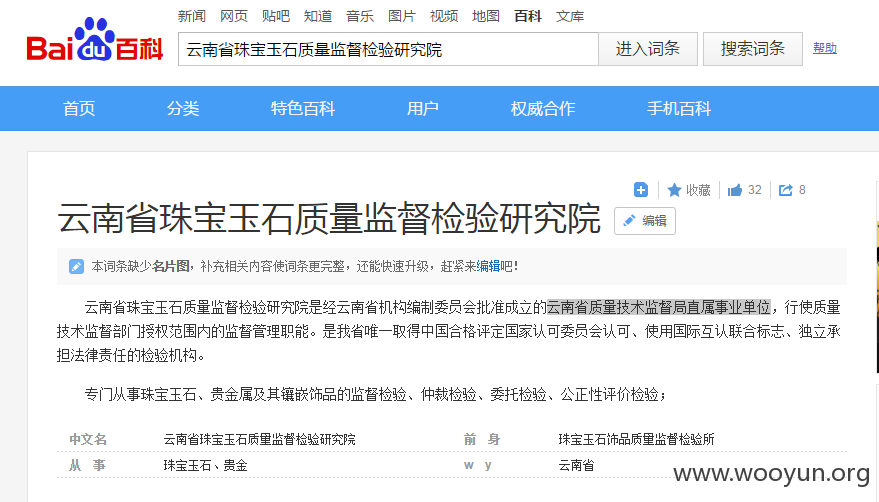 新闻 网页 贴吧 知道 音乐 图片 视频 地图 百科 文库
Bai du 百科 云南省珠宝玉石质量监督检验研究院 进入词条 搜索词条 帮助
首页 分类 特色百科 用户 权威合作 手机百科
收藏 32 8
云南省珠宝玉石质量监督检验研究院 编辑
本词条缺少名片图，补充相关内容使词条更完整，还能快速升级，赶紧来编辑吧！
云南省珠宝玉石质量监督检验研究院是经云南省机构编制委员会批准成立的云南省质量技术监督局直属事业单位，行使质量
技术监督部门授权范围内的监督管理职能。是我省唯一取得中国合格评定国家认可委员会认可、使用国际互认联合标志、独立承
担法律责任的检验机构。
专门从事珠宝玉石、贵金属及其镶嵌饰品的监督检验、仲裁检验、委托检验、公正性评价检验；
中文名 云南省珠宝玉石质量监督检验研究院 前 身 珠宝玉石饰品质量监督检验所
从 事 珠宝玉石、贵金 w y 云南省
www.wooyun.org